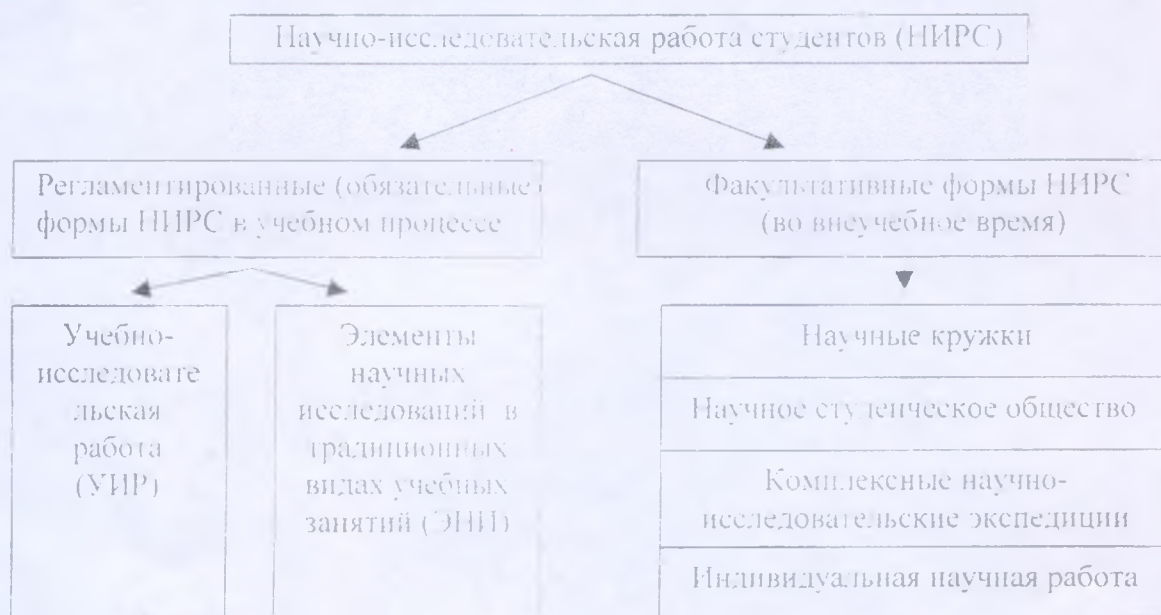 Научно-исследовательская работа студентов (НИРС)
Регламентированные (обязательные)
формы НИРС в учебном процессе
Факультативные формы НИРС
(во внеучебное время)
Учебно-
исследовате
льская
работа
(УИР)
Элементы
научных
исследований в
традиционных
видах учебных
занятий (ЭНИ)
Научные кружки
Научное студенческое общество
Комплексные научно-
исследовательские экспедиции
Индивидуальная научная работа